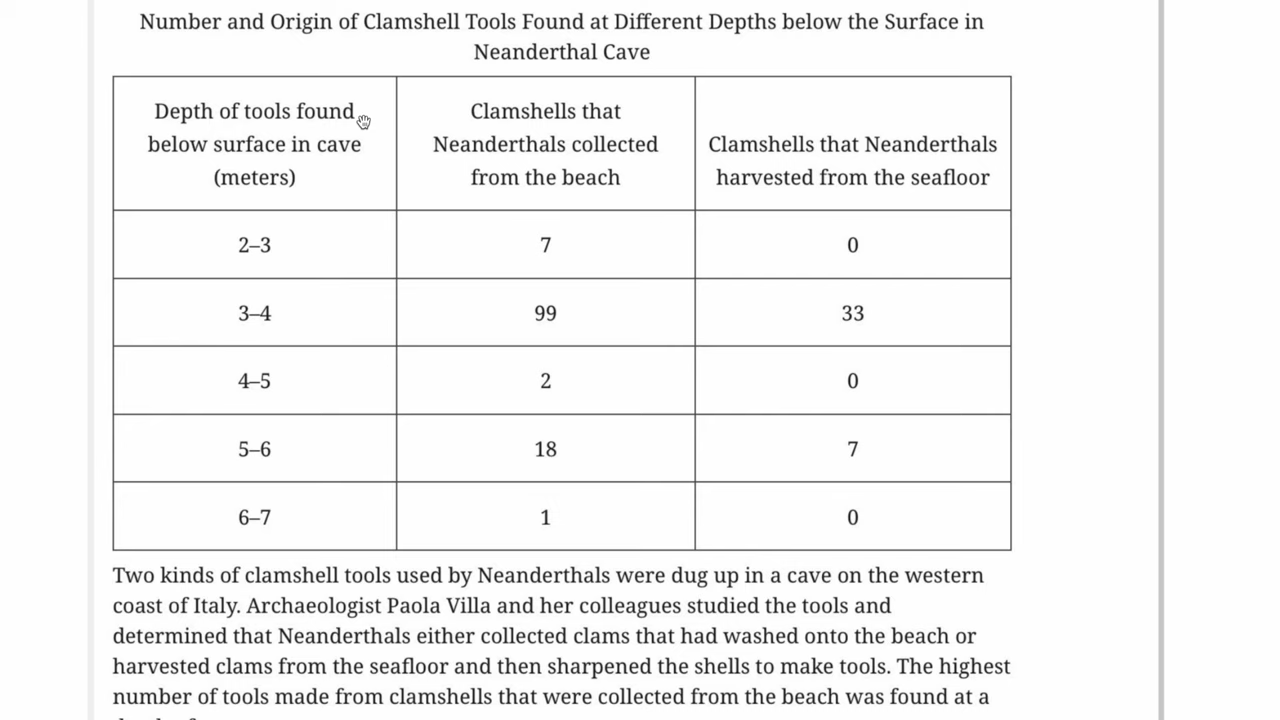 Number and Origin of Clamshell Tools Found at Different Depths below the Surface in
Neanderthal Cave
Depth of tools found
below surface in cave
(meters)
Clamshells that
Neanderthals collected
from the beach
Clamshells that Neanderthals
harvested from the seafloor
2–3 7 0
3–4 99 33
4–5 2 0
5–6 18 7
6–7 1 0
Two kinds of clamshell tools used by Neanderthals were dug up in a cave on the western
coast of Italy. Archaeologist Paola Villa and her colleagues studied the tools and
determined that Neanderthals either collected clams that had washed onto the beach or
harvested clams from the seafloor and then sharpened the shells to make tools. The highest
number of tools made from clamshells that were collected from the beach was found at a